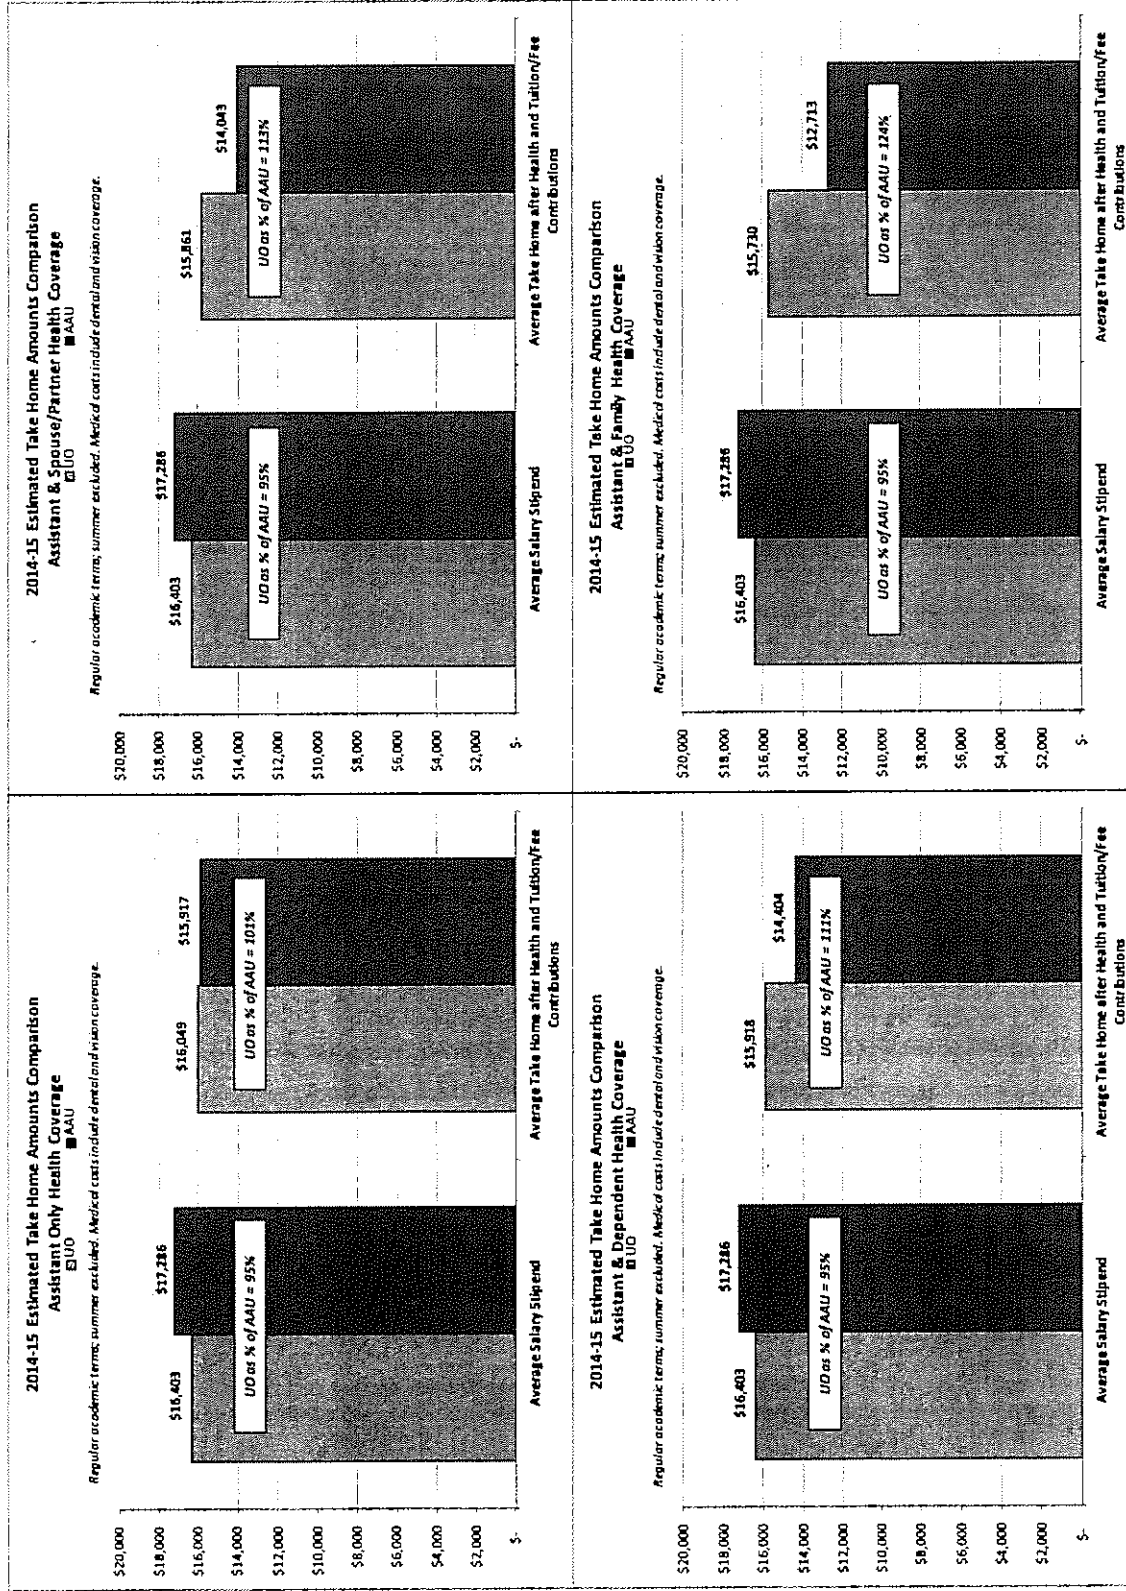 2014-15 Estimated Take Home Amounts Comparison
Assistant Only Health Coverage
UO AAU
Regular academic terms; summer excluded. Medical costs include dental and vision coverage.
$20,000
$18,000
$16,000
$14,000
$12,000
$10,000
$8,000
$6,000
$4,000
$2,000
$-
$16,403
$17,286
UO as % of AAU = 95%
$16,049
$15,917
UO as % of AAU = 101%
Average Salary Stipend
Average Take Home after Health and Tuition/Fee
Contributions
2014-15 Estimated Take Home Amounts Comparison
Assistant & Spouse/Partner Health Coverage
UO AAU
Regular academic terms; summer excluded. Medical costs include dental and vision coverage.
$20,000
$18,000
$16,000
$14,000
$12,000
$10,000
$8,000
$6,000
$4,000
$2,000
$-
$16,403
$17,286
UO as % of AAU = 95%
$15,861
$14,043
UO as % of AAU = 113%
Average Salary Stipend
Average Take Home after Health and Tuition/Fee
Contributions
2014-15 Estimated Take Home Amounts Comparison
Assistant & Dependent Health Coverage
UO AAU
Regular academic terms; summer excluded. Medical costs include dental and vision coverage.
$20,000
$18,000
$16,000
$14,000
$12,000
$10,000
$8,000
$6,000
$4,000
$2,000
$-
$16,403
$17,286
UO as % of AAU = 95%
$15,918
$14,404
UO as % of AAU = 111%
Average Salary Stipend
Average Take Home after Health and Tuition/Fee
Contributions
2014-15 Estimated Take Home Amounts Comparison
Assistant & Family Health Coverage
UO AAU
Regular academic terms; summer excluded. Medical costs include dental and vision coverage.
$20,000
$18,000
$16,000
$14,000
$12,000
$10,000
$8,000
$6,000
$4,000
$2,000
$-
$16,403
$17,286
UO as % of AAU = 95%
$15,730
$12,713
UO as % of AAU = 124%
Average Salary Stipend
Average Take Home after Health and Tuition/Fee
Contributions